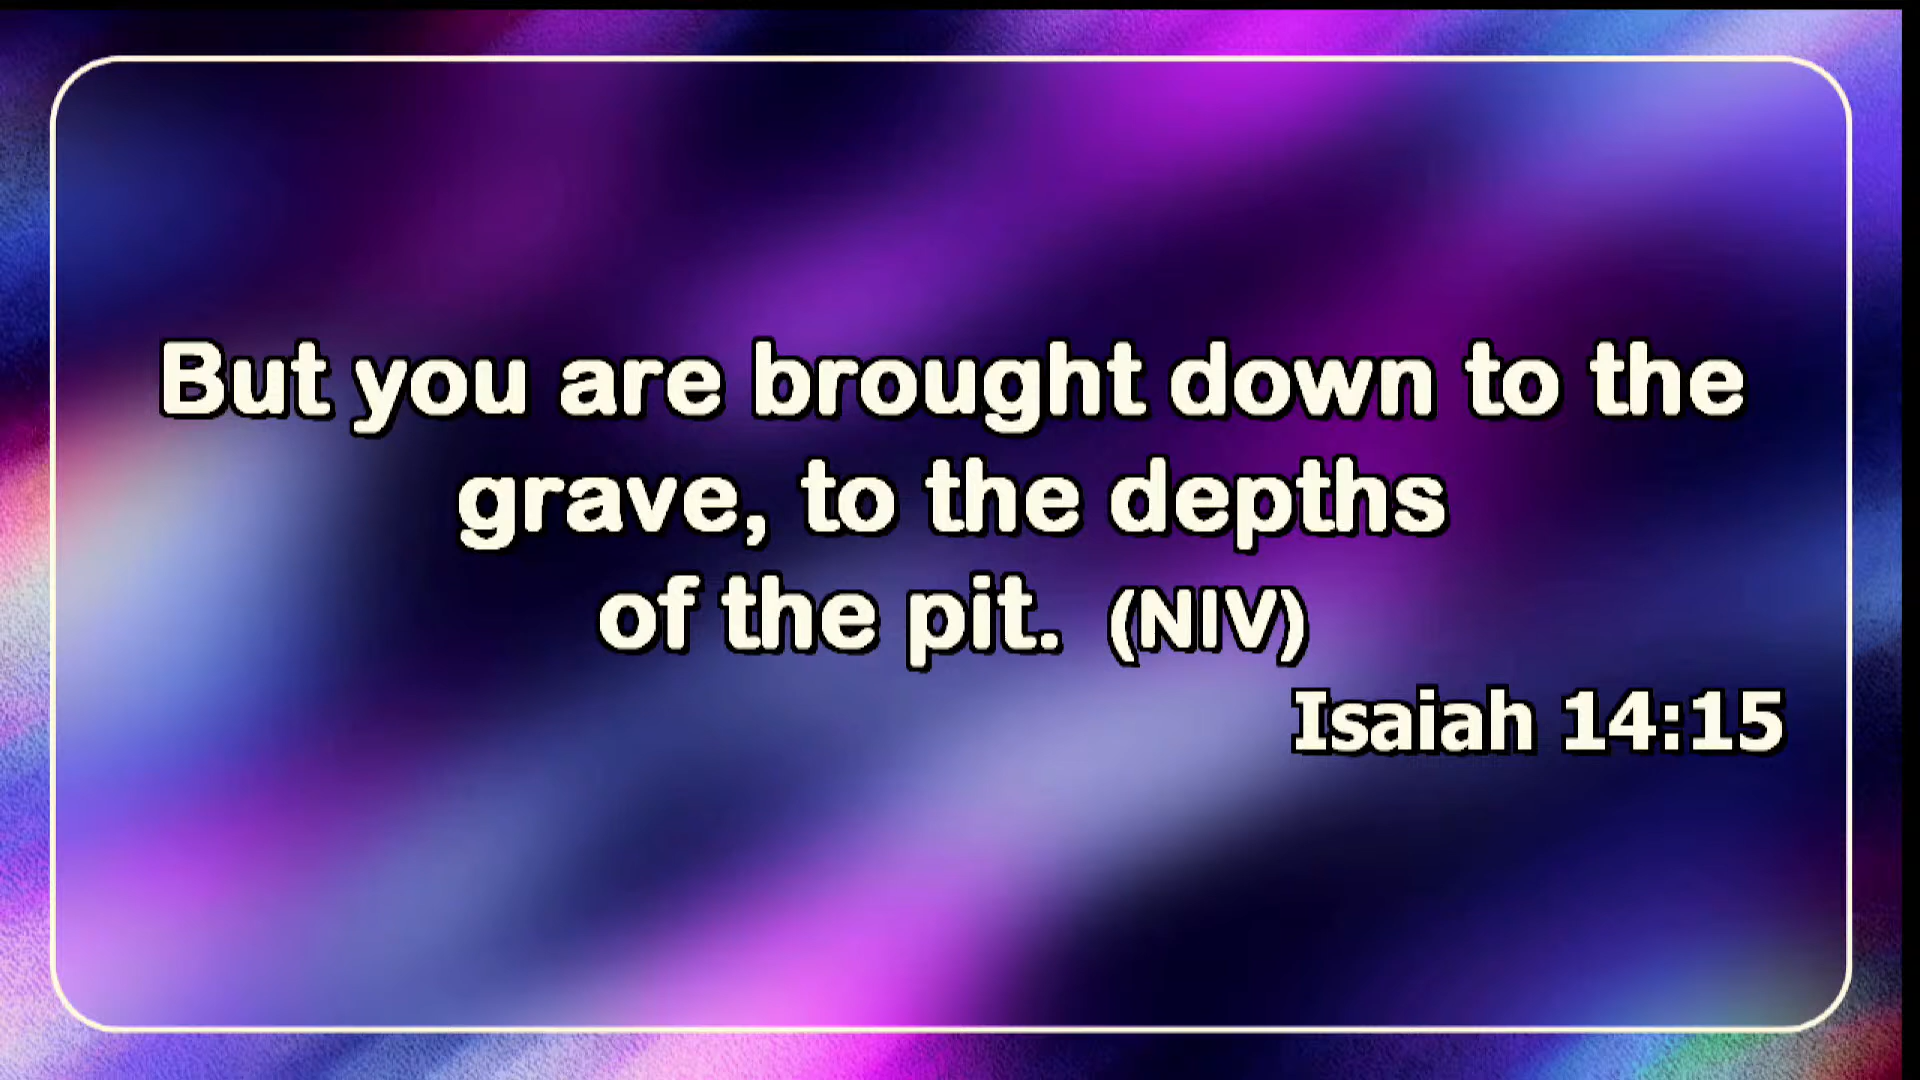 But you are brought down to the
grave, to the depths
of the pit. (NIV)
Isaiah 14:15